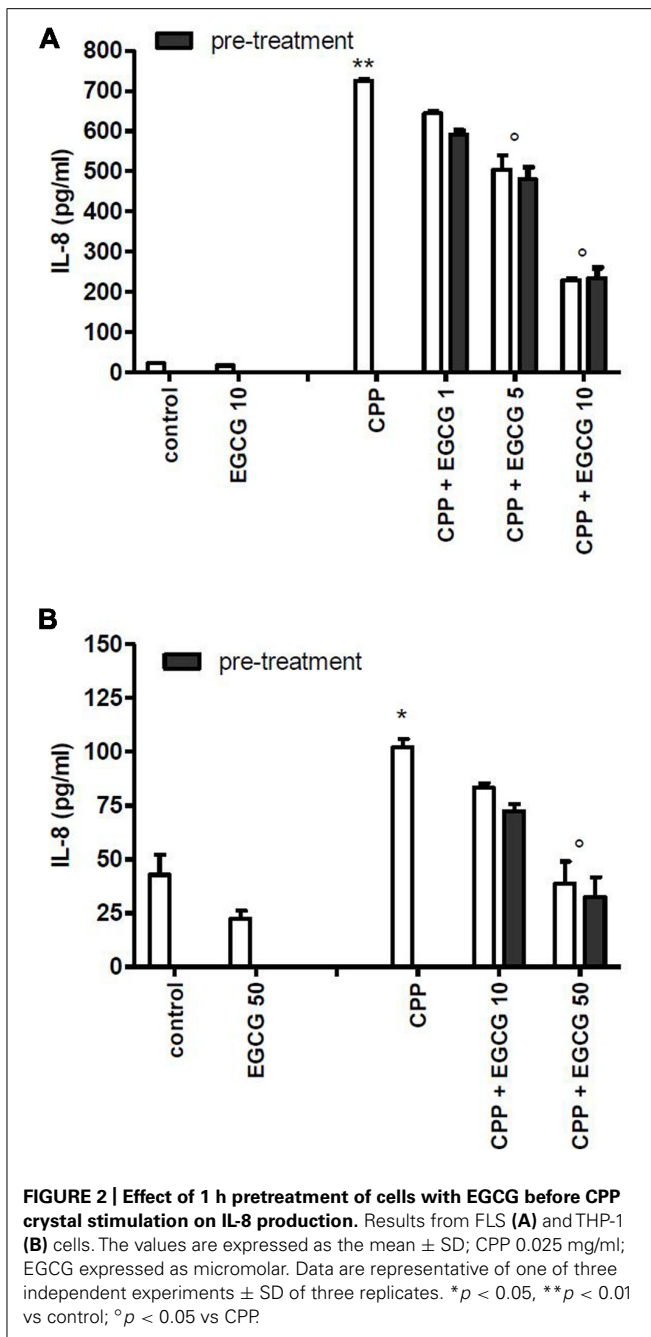 A
pre-treatment
800
700
600
500
400
300
200
100
0
IL-8 (pg/ml)
**
°
°
control
EGCG 10
CPP
CPP + EGCG 1
CPP + EGCG 5
CPP + EGCG 10
B
pre-treatment
150
125
100
75
50
25
0
IL-8 (pg/ml)
*
°
control
EGCG 50
CPP
CPP + EGCG 10
CPP + EGCG 50
FIGURE 2 | Effect of 1 h pretreatment of cells with EGCG before CPP
crystal stimulation on IL-8 production. Results from FLS (A) and THP-1
(B) cells. The values are expressed as the mean ± SD; CPP 0.025 mg/ml;
EGCG expressed as micromolar. Data are representative of one of three
independent experiments ± SD of three replicates. *p < 0.05, **p < 0.01
vs control; °p < 0.05 vs CPP.